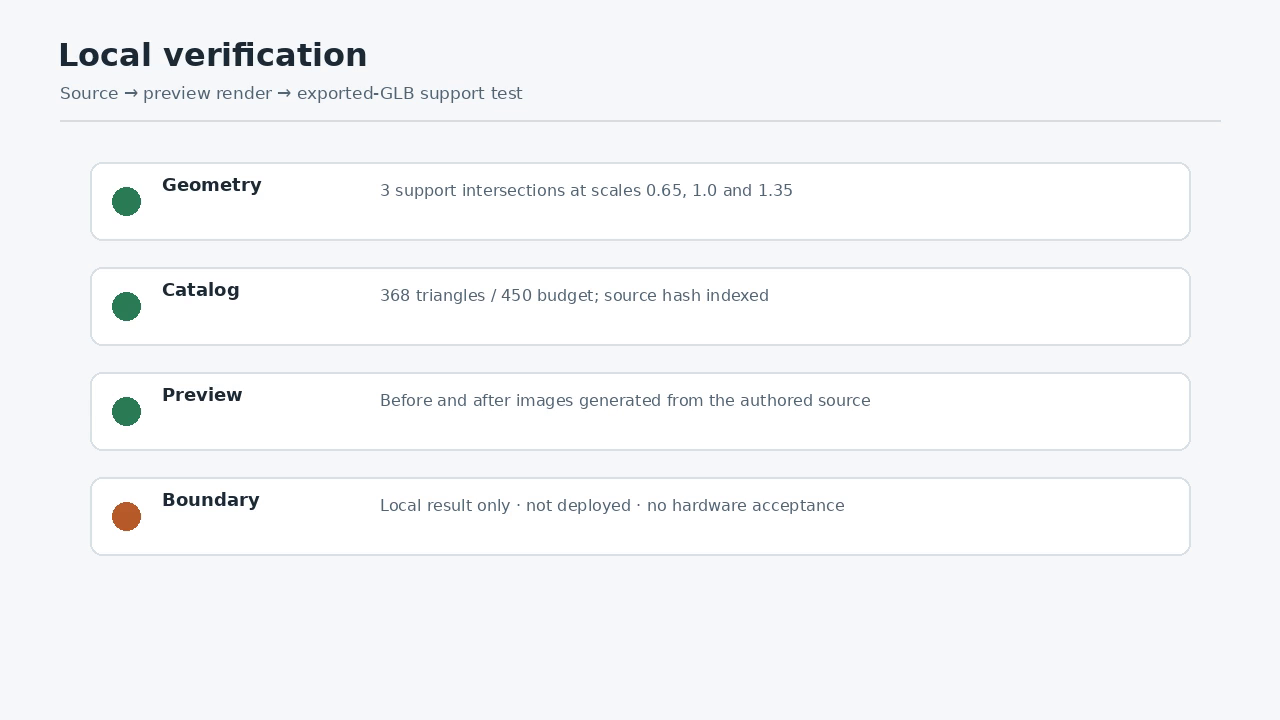 Local verification
Source → preview render → exported-GLB support test
Geometry
3 support intersections at scales 0.65, 1.0 and 1.35
Catalog
368 triangles / 450 budget; source hash indexed
Preview
Before and after images generated from the authored source
Boundary
Local result only · not deployed · no hardware acceptance